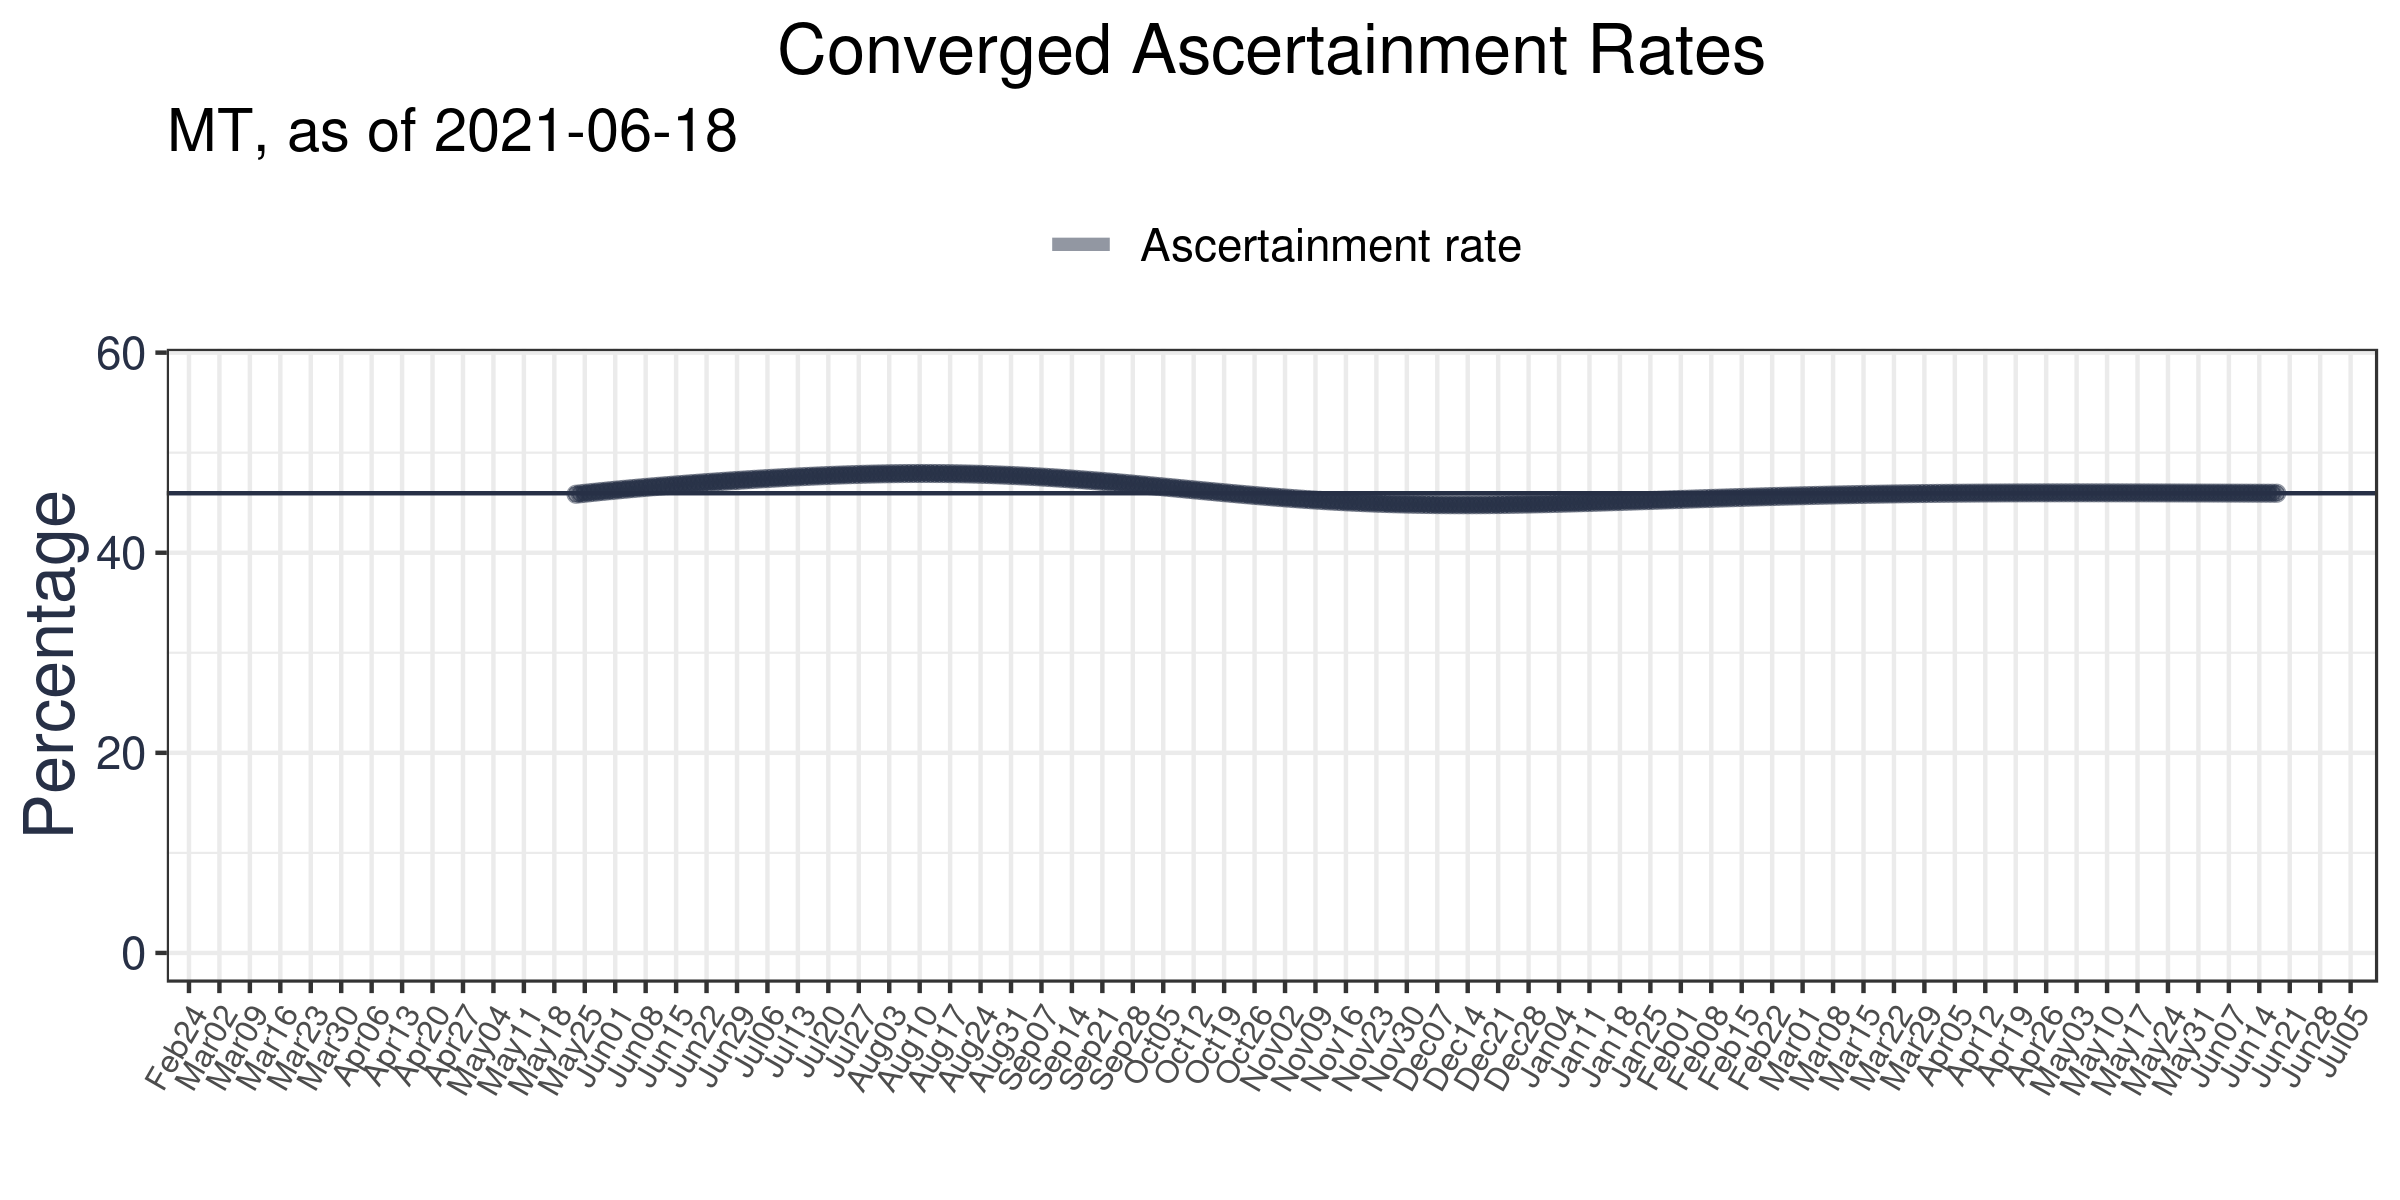 Converged Ascertainment Rates
MT, as of 2021-06-18
Ascertainment rate
Percentage
60
40
20
0
Feb24
Mar02
Mar09
Mar16
Mar23
Mar30
Apr06
Apr13
Apr20
Apr27
May04
May11
May18
May25
Jun01
Jun08
Jun15
Jun22
Jun29
Jul06
Jul13
Jul20
Jul27
Aug03
Aug10
Aug17
Aug24
Aug31
Sep07
Sep14
Sep21
Sep28
Oct05
Oct12
Oct19
Oct26
Nov02
Nov09
Nov16
Nov23
Nov30
Dec07
Dec14
Dec21
Dec28
Jan04
Jan11
Jan18
Jan25
Feb01
Feb08
Feb15
Feb22
Mar01
Mar08
Mar15
Mar22
Mar29
Apr05
Apr12
Apr19
Apr26
May03
May10
May17
May24
May31
Jun07
Jun14
Jun21
Jun28
Jul05